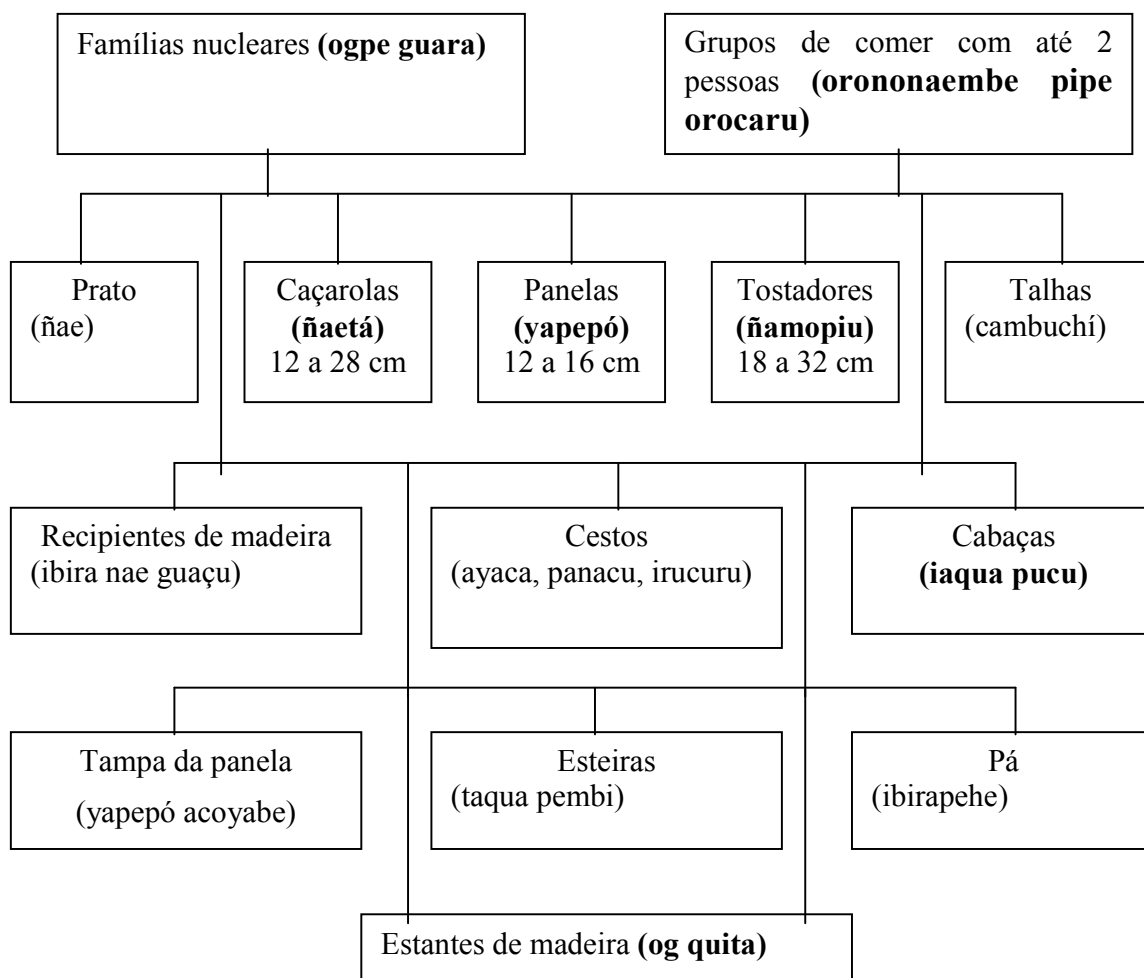 Famílias nucleares (ogpe guara)
Grupos de comer com até 2
pessoas (orononaembe pipe
orocaru)
Prato
(ñae)
Caçarolas
(ñaetá)
12 a 28 cm
Panelas
(yapepó)
12 a 16 cm
Tostadores
(ñamopiu)
18 a 32 cm
Talhas
(cambuchí)
Recipientes de madeira
(ibira nae guaçu)
Cestos
(ayaca, panacu, irucuru)
Cabaças
(iaqua pucu)
Tampa da panela
(yapepó acoyabe)
Esteiras
(taqua pembi)
Pá
(ibirapehe)
Estantes de madeira (og quita)